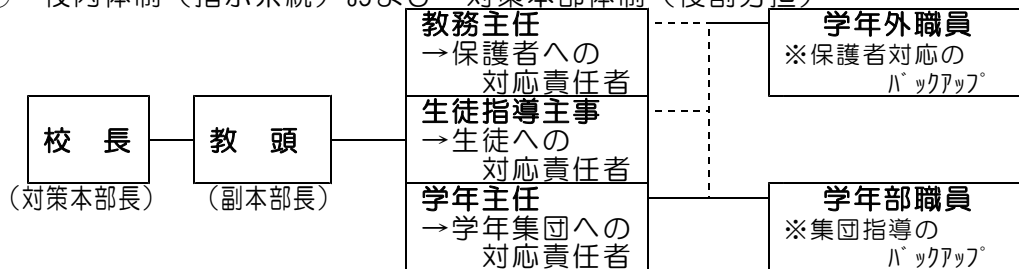 校内体制（指示系統）および 対策本部体制（役割分担）
教務主任
→保護者への
対応責任者
生徒指導主事
→生徒への
対応責任者
学年主任
→学年集団への
対応責任者
校 長
（対策本部長）
教 頭
（副本部長）
学年外職員
※保護者対応の
ﾊﾞｯｸｱｯﾌﾟ
学年部職員
※集団指導の
ﾊﾞｯｸｱｯﾌﾟ